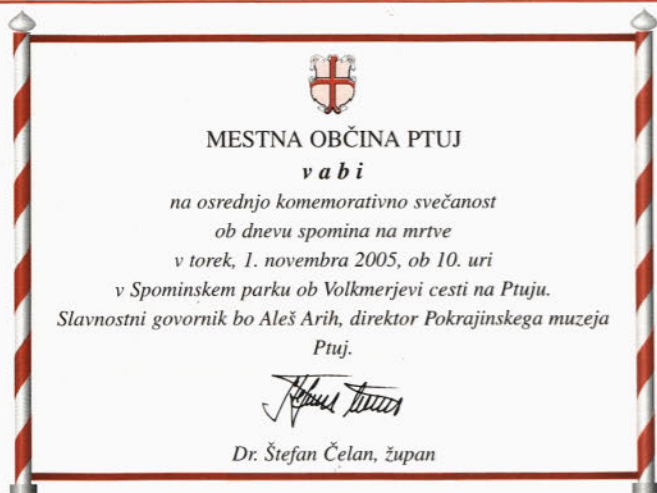 MESTNA OBČINA PTUJ
vabi
na osrednjo komemorativno svečanost
ob dnevu spomina na mrtve
v torek, 1. novembra 2005, ob 10. uri
v Spominskem parku ob Volkmerjevi cesti na Ptuju.
Slavnostni govornik bo Aleš Arih, direktor Pokrajinskega muzeja
Ptuj.
Dr. Štefan Čelan, župan